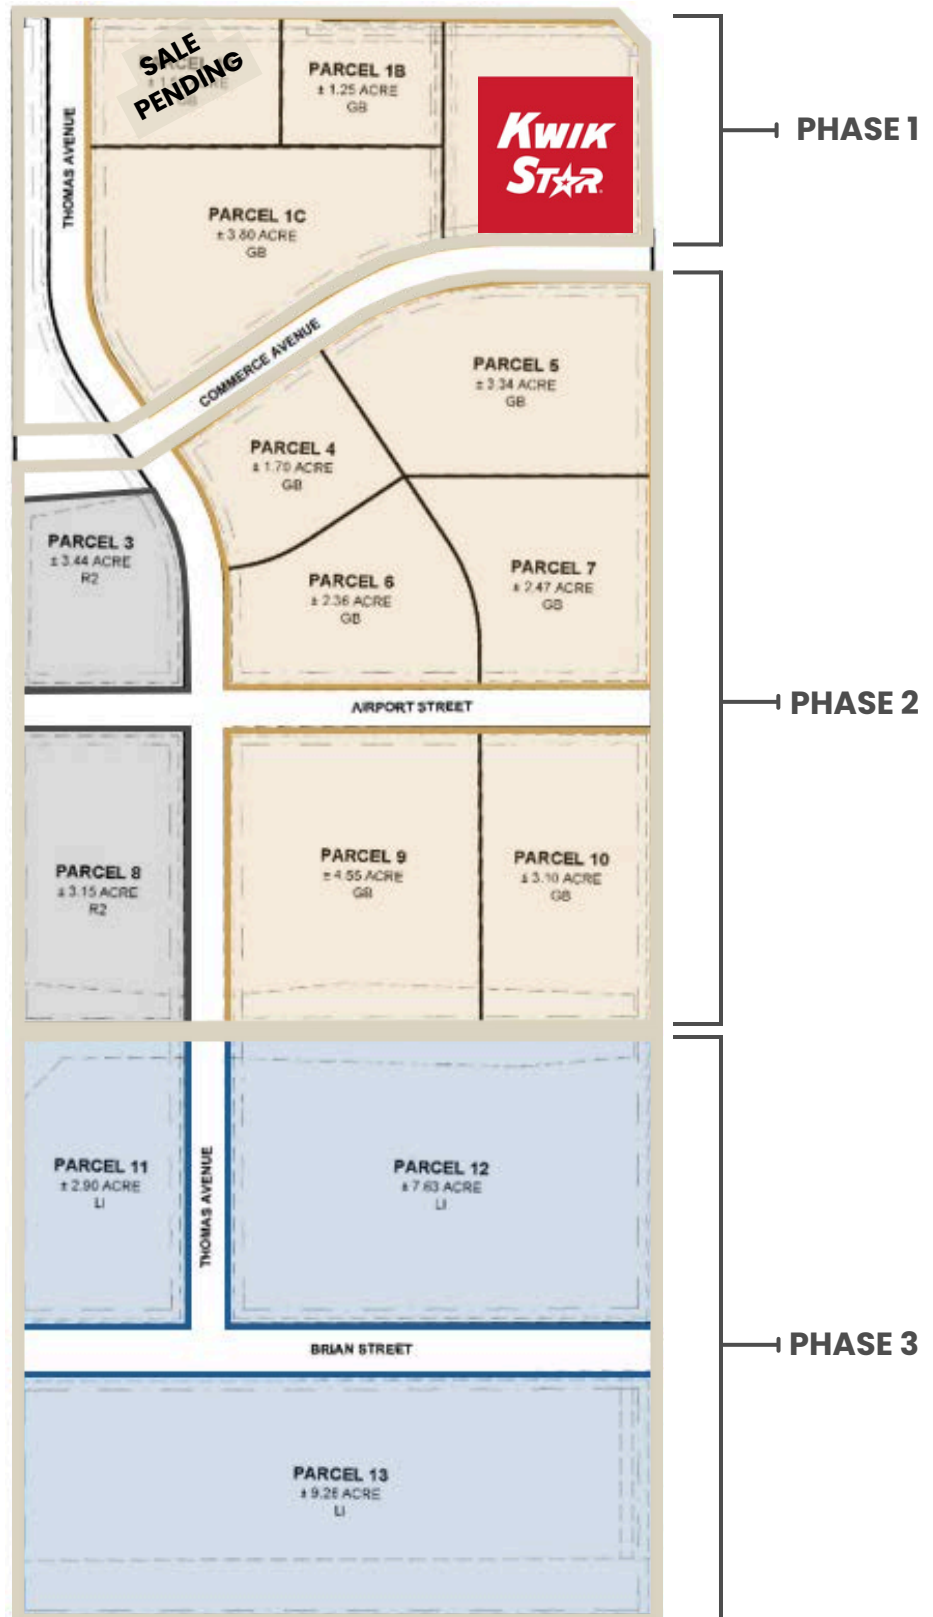 SALE
PENDING
PARCEL 1B
± 1.25 ACRE
GB
KWIK
STAR
PHASE 1
THOMAS AVENUE
PARCEL 1C
± 3.80 ACRE
GB
COMMERCE AVENUE
PARCEL 5
± 3.34 ACRE
GB
PARCEL 4
± 1.70 ACRE
GB
PARCEL 3
± 3.44 ACRE
R2
PARCEL 6
± 2.36 ACRE
GB
PARCEL 7
± 2.47 ACRE
GB
AIRPORT STREET
PHASE 2
PARCEL 8
± 3.15 ACRE
R2
PARCEL 9
± 4.55 ACRE
GB
PARCEL 10
± 3.10 ACRE
GB
PARCEL 11
± 2.90 ACRE
LI
THOMAS AVENUE
PARCEL 12
± 7.63 ACRE
LI
BRIAN STREET
PHASE 3
PARCEL 13
ACRE
LI